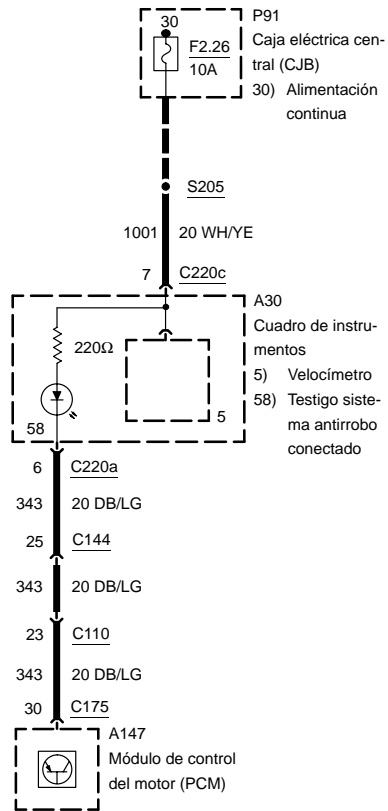 30
F2.26
10A
P91
Caja eléctrica cen-
tral (CJB)
30) Alimentación
continua
S205
1001 20 WH/YE
7 C220c
A30
Cuadro de instru-
mentos
5) Velocímetro
58) Testigo siste-
ma antirrobo
conectado
220Ω
5
58
6 C220a
343 20 DB/LG
25 C144
343 20 DB/LG
23 C110
343 20 DB/LG
30 C175
A147
Módulo de control
del motor (PCM)